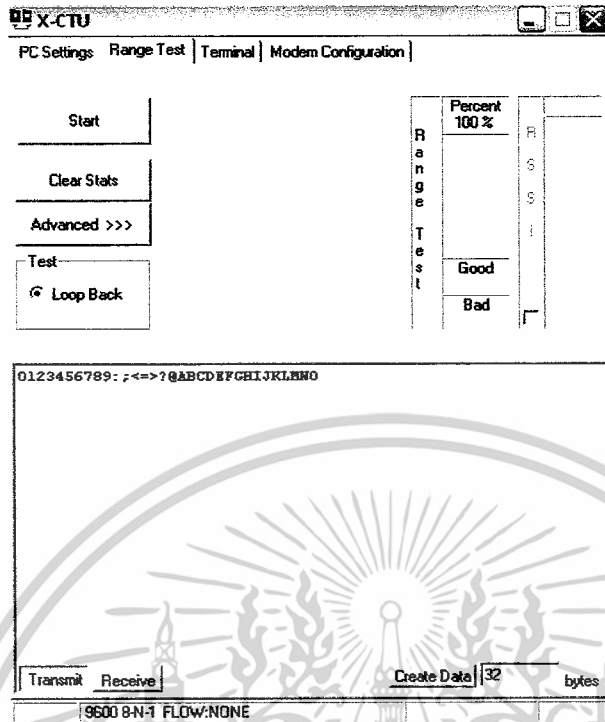 X-CTU
PC Settings Range Test Terminal Modem Configuration
Start
Clear Stats
Advanced >>>
Test
Loop Back
Range Test
Percent
100 %
Good
Bad
RSSI
0123456789:;<=>?@ABCDEFGHIJKLMNO
Transmit Receive
Create Data 32 bytes
9600 8-N-1 FLOW:NONE